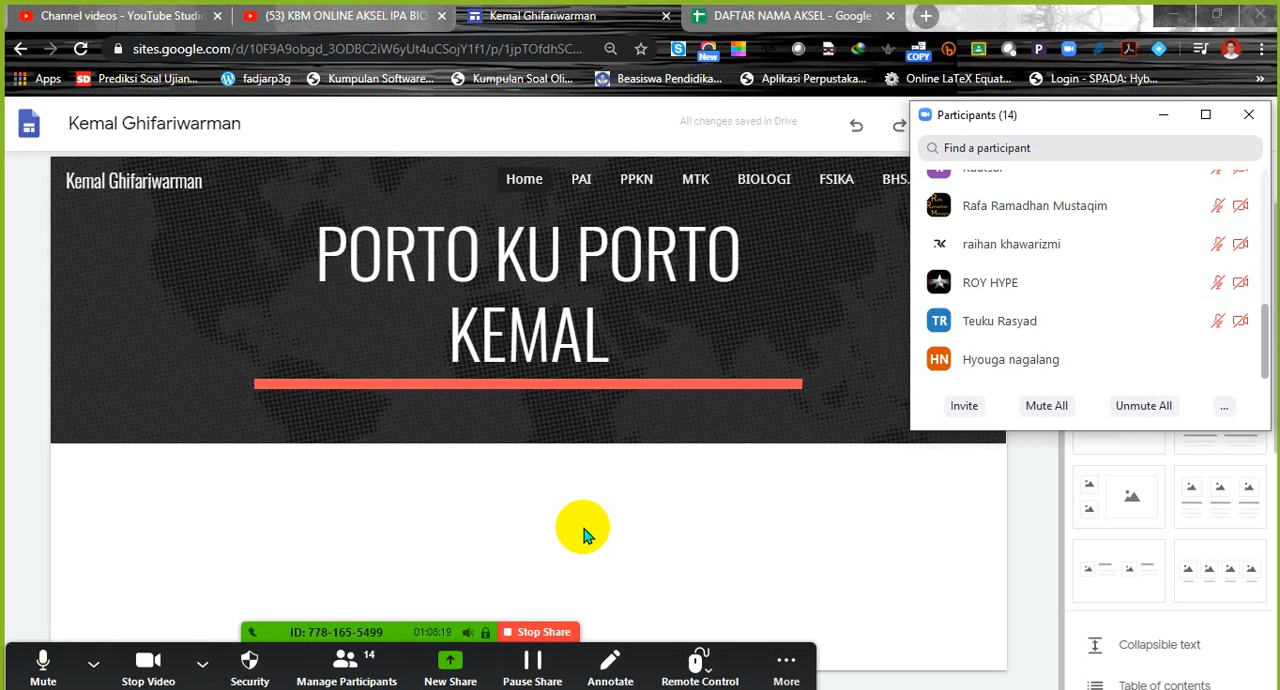 Channel videos - YouTube Studio
(53) KBM ONLINE AKSEL IPA BIO
Kemal Ghifariwarman
DAFTAR NAMA AKSEL - Google
sites.google.com/d/10F9A9obgd_3ODBC2iW6yUt4uCSojY1f1/p/1jpTOfdhSC...
New
COPY
Apps
Prediksi Soal Ujian...
fadjarp3g
Kumpulan Software...
Kumpulan Soal Oli...
Beasiswa Pendidika...
Aplikasi Perpustaka...
Online LaTeX Equat...
Login - SPADA: Hyb...
Kemal Ghifariwarman
All changes saved in Drive
Participants (14)
Find a participant
Rafa Ramadhan Mustaqim
raihan khawarizmi
ROY HYPE
TR Teuku Rasyad
HN Hyouga nagalang
Invite
Mute All
Unmute All
...
Kemal Ghifariwarman
Home
PAI
PPKN
MTK
BIOLOGI
FSIKA
BHS.
PORTO KU PORTO
KEMAL
Collapsible text
Table of contents
ID: 778-165-5499
01:08:19
Stop Share
Mute
Stop Video
Security
14
Manage Participants
New Share
Pause Share
Annotate
Remote Control
More